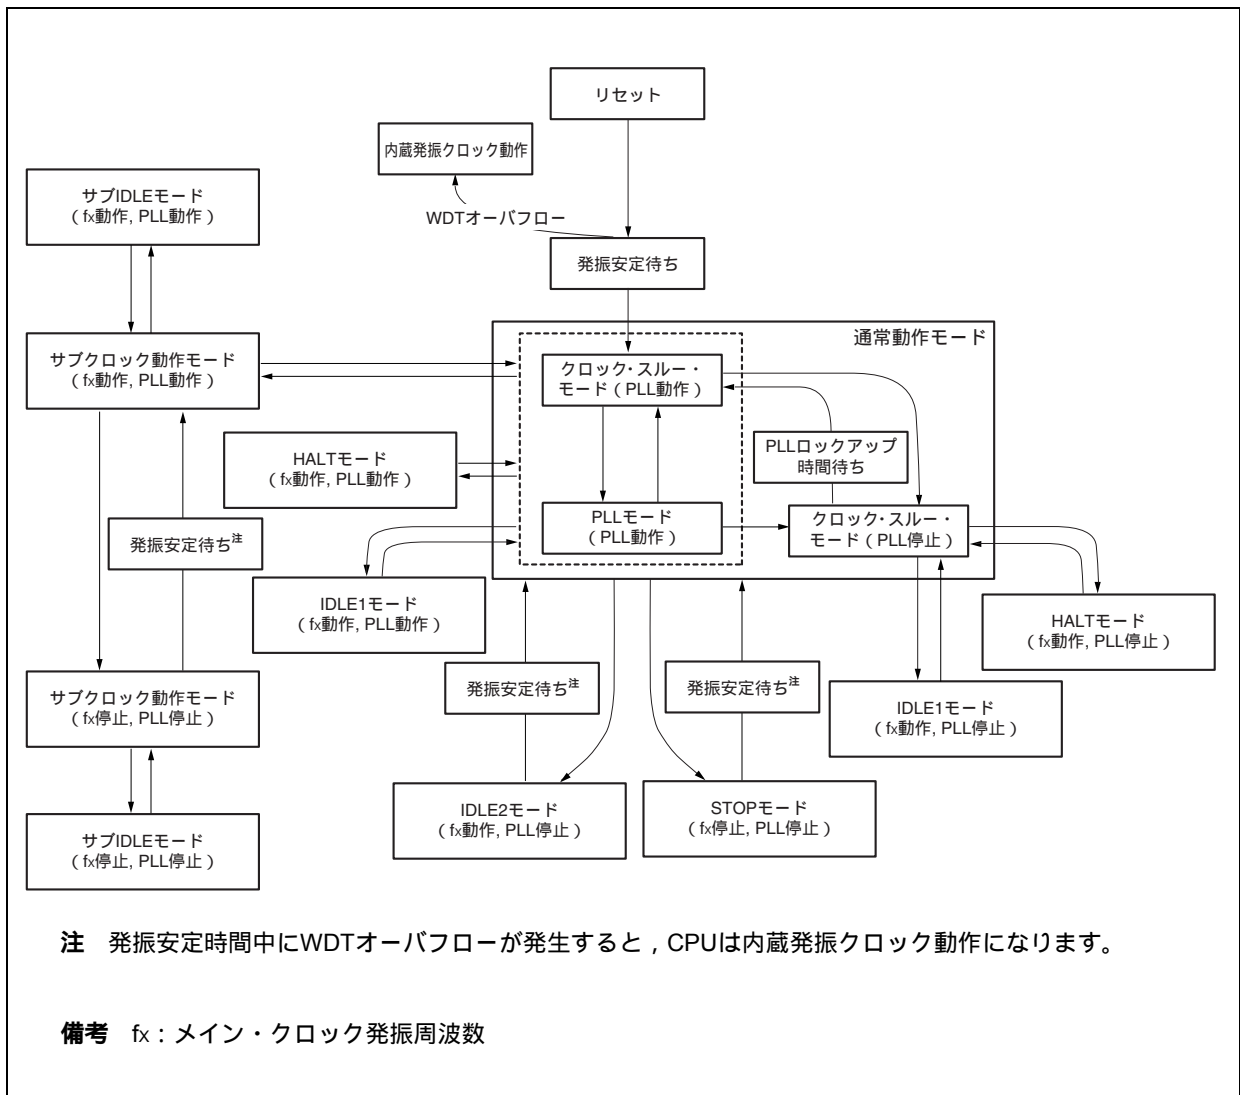 リセット
内蔵発振クロック動作
WDTオーバフロー
発振安定待ち
サブIDLEモード
（fx動作, PLL動作）
サブクロック動作モード
（fx動作, PLL動作）
通常動作モード
クロック・スルー・
モード（PLL動作）
PLLロックアップ
時間待ち
HALTモード
（fx動作, PLL動作）
PLLモード
（PLL動作）
クロック・スルー・
モード（PLL停止）
発振安定待ち注
IDLE1モード
（fx動作, PLL動作）
HALTモード
（fx動作, PLL停止）
サブクロック動作モード
（fx停止, PLL停止）
発振安定待ち注
発振安定待ち注
IDLE1モード
（fx動作, PLL停止）
IDLE2モード
（fx動作, PLL停止）
STOPモード
（fx停止, PLL停止）
サブIDLEモード
（fx停止, PLL停止）
注　発振安定時間中にWDTオーバフローが発生すると，CPUは内蔵発振クロック動作になります。
備考　fx：メイン・クロック発振周波数